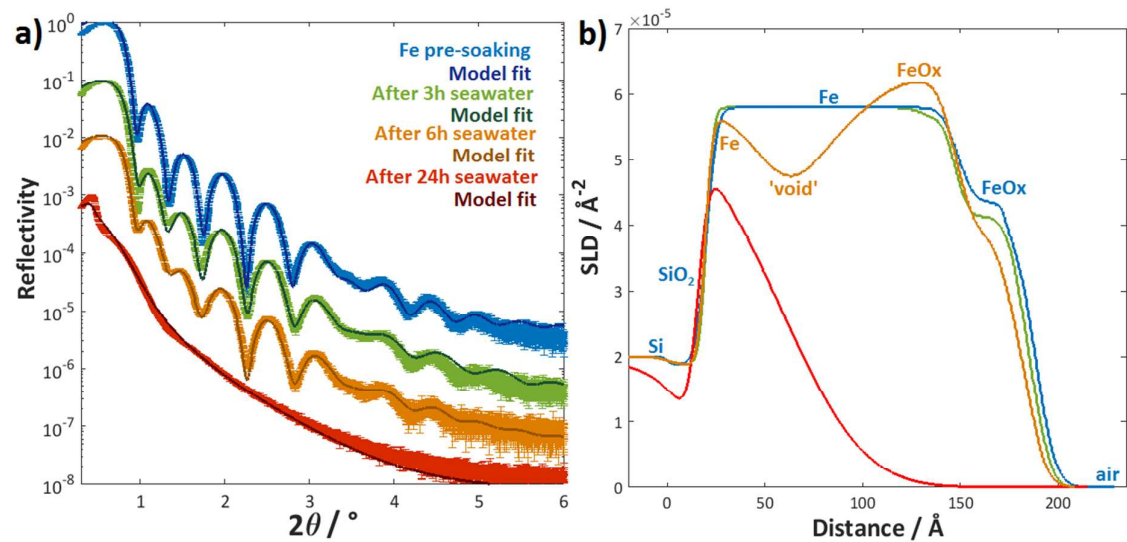 a)
Fe pre-soaking
Model fit
After 3h seawater
Model fit
After 6h seawater
Model fit
After 24h seawater
Model fit
Reflectivity
10⁰
10⁻¹
10⁻²
10⁻³
10⁻⁴
10⁻⁵
10⁻⁶
10⁻⁷
10⁻⁸
1 2 3 4 5 6
2θ / °
b)
×10⁻⁵
SLD / Å⁻²
7
6
5
4
3
2
1
0
FeOx
Fe
Fe
'void'
FeOx
SiO₂
Si
air
0 50 100 150 200
Distance / Å